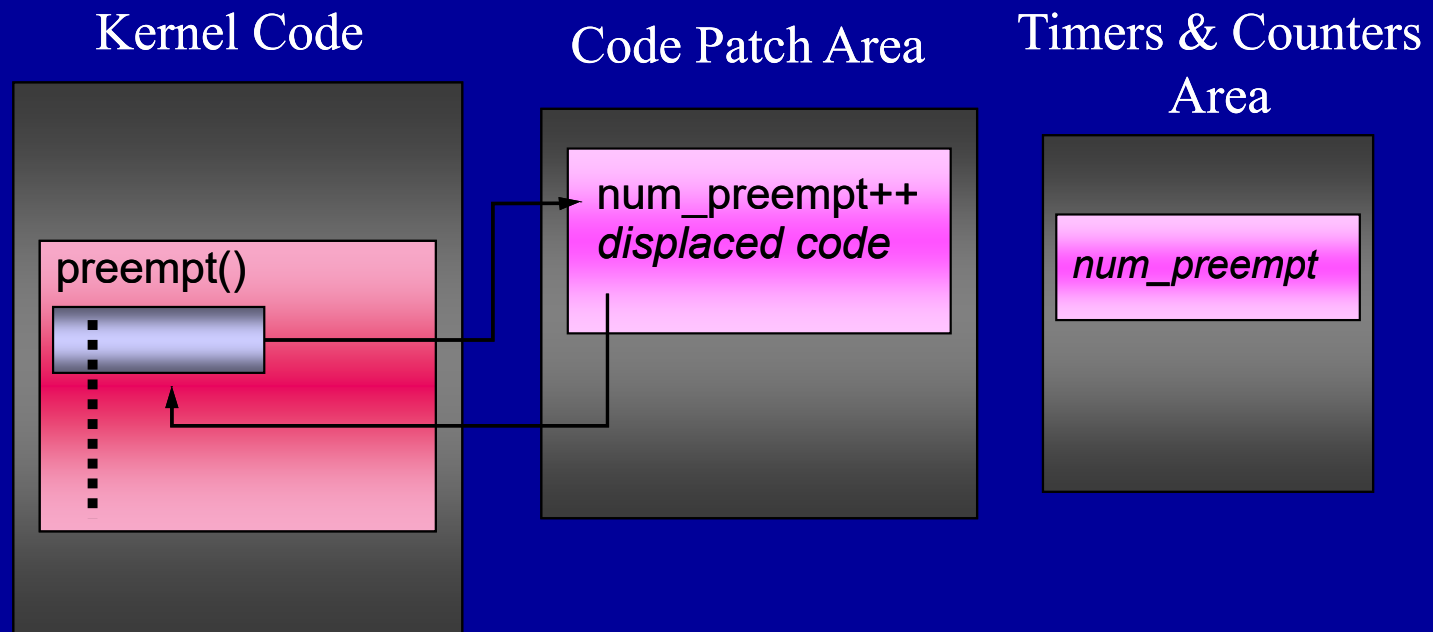 Kernel Code
Code Patch Area
Timers & Counters
Area
preempt()
num_preempt++
displaced code
num_preempt